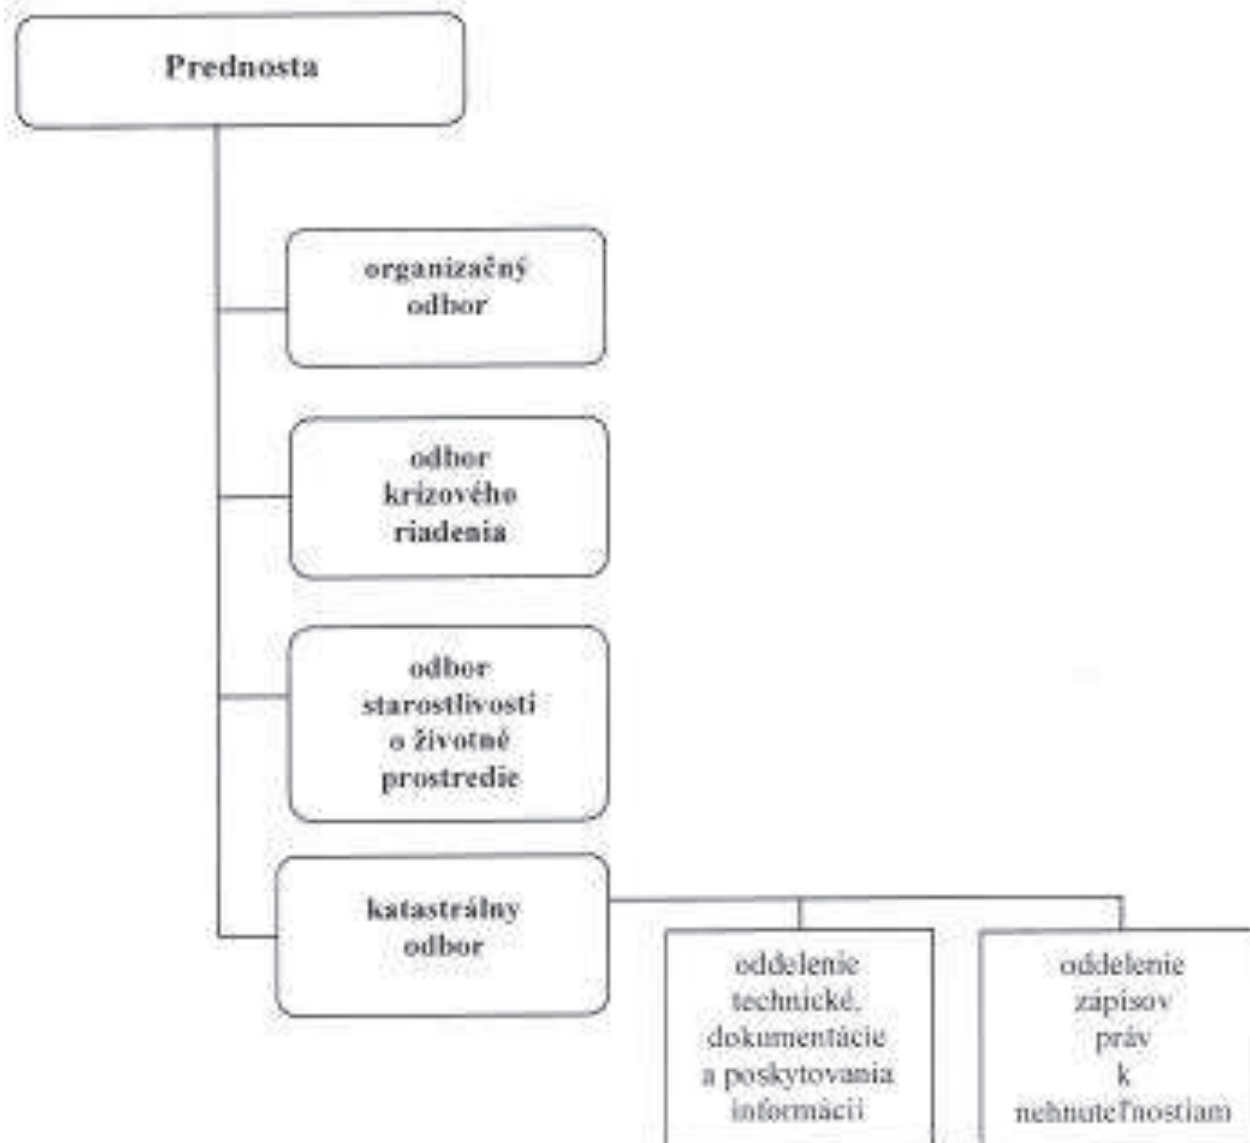 Prednosta
organizačný
odbor
odbor
krízového
riadenia
odbor
starostlivosti
o životné
prostredie
katastrálny
odbor
oddelenie
technické,
dokumentácie
a poskytovania
informácií
oddelenie
zápisov
práv
k
nehnuteľnostiam